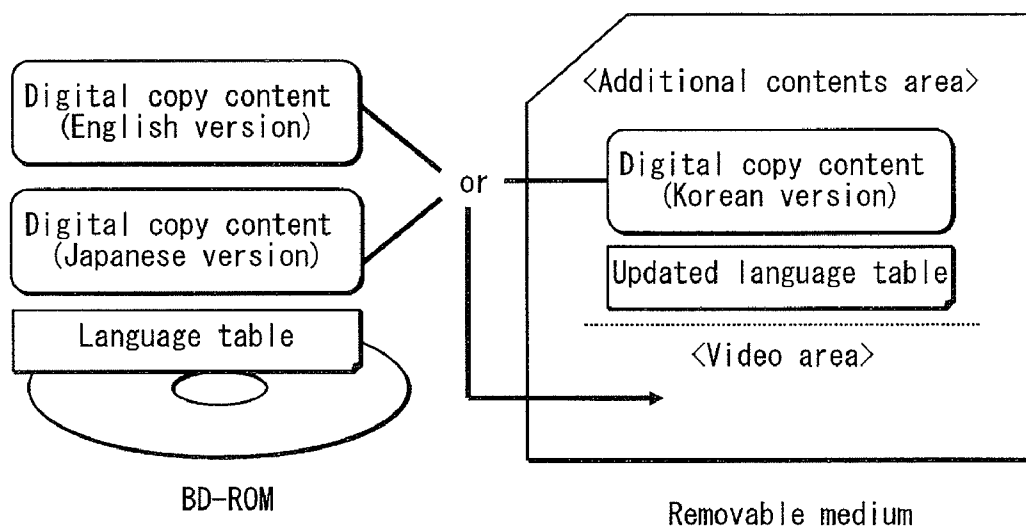 Digital copy content
(English version)
Digital copy content
(Japanese version)
Language table
BD-ROM
or
<Additional contents area>
Digital copy content
(Korean version)
Updated language table
<Video area>
Removable medium